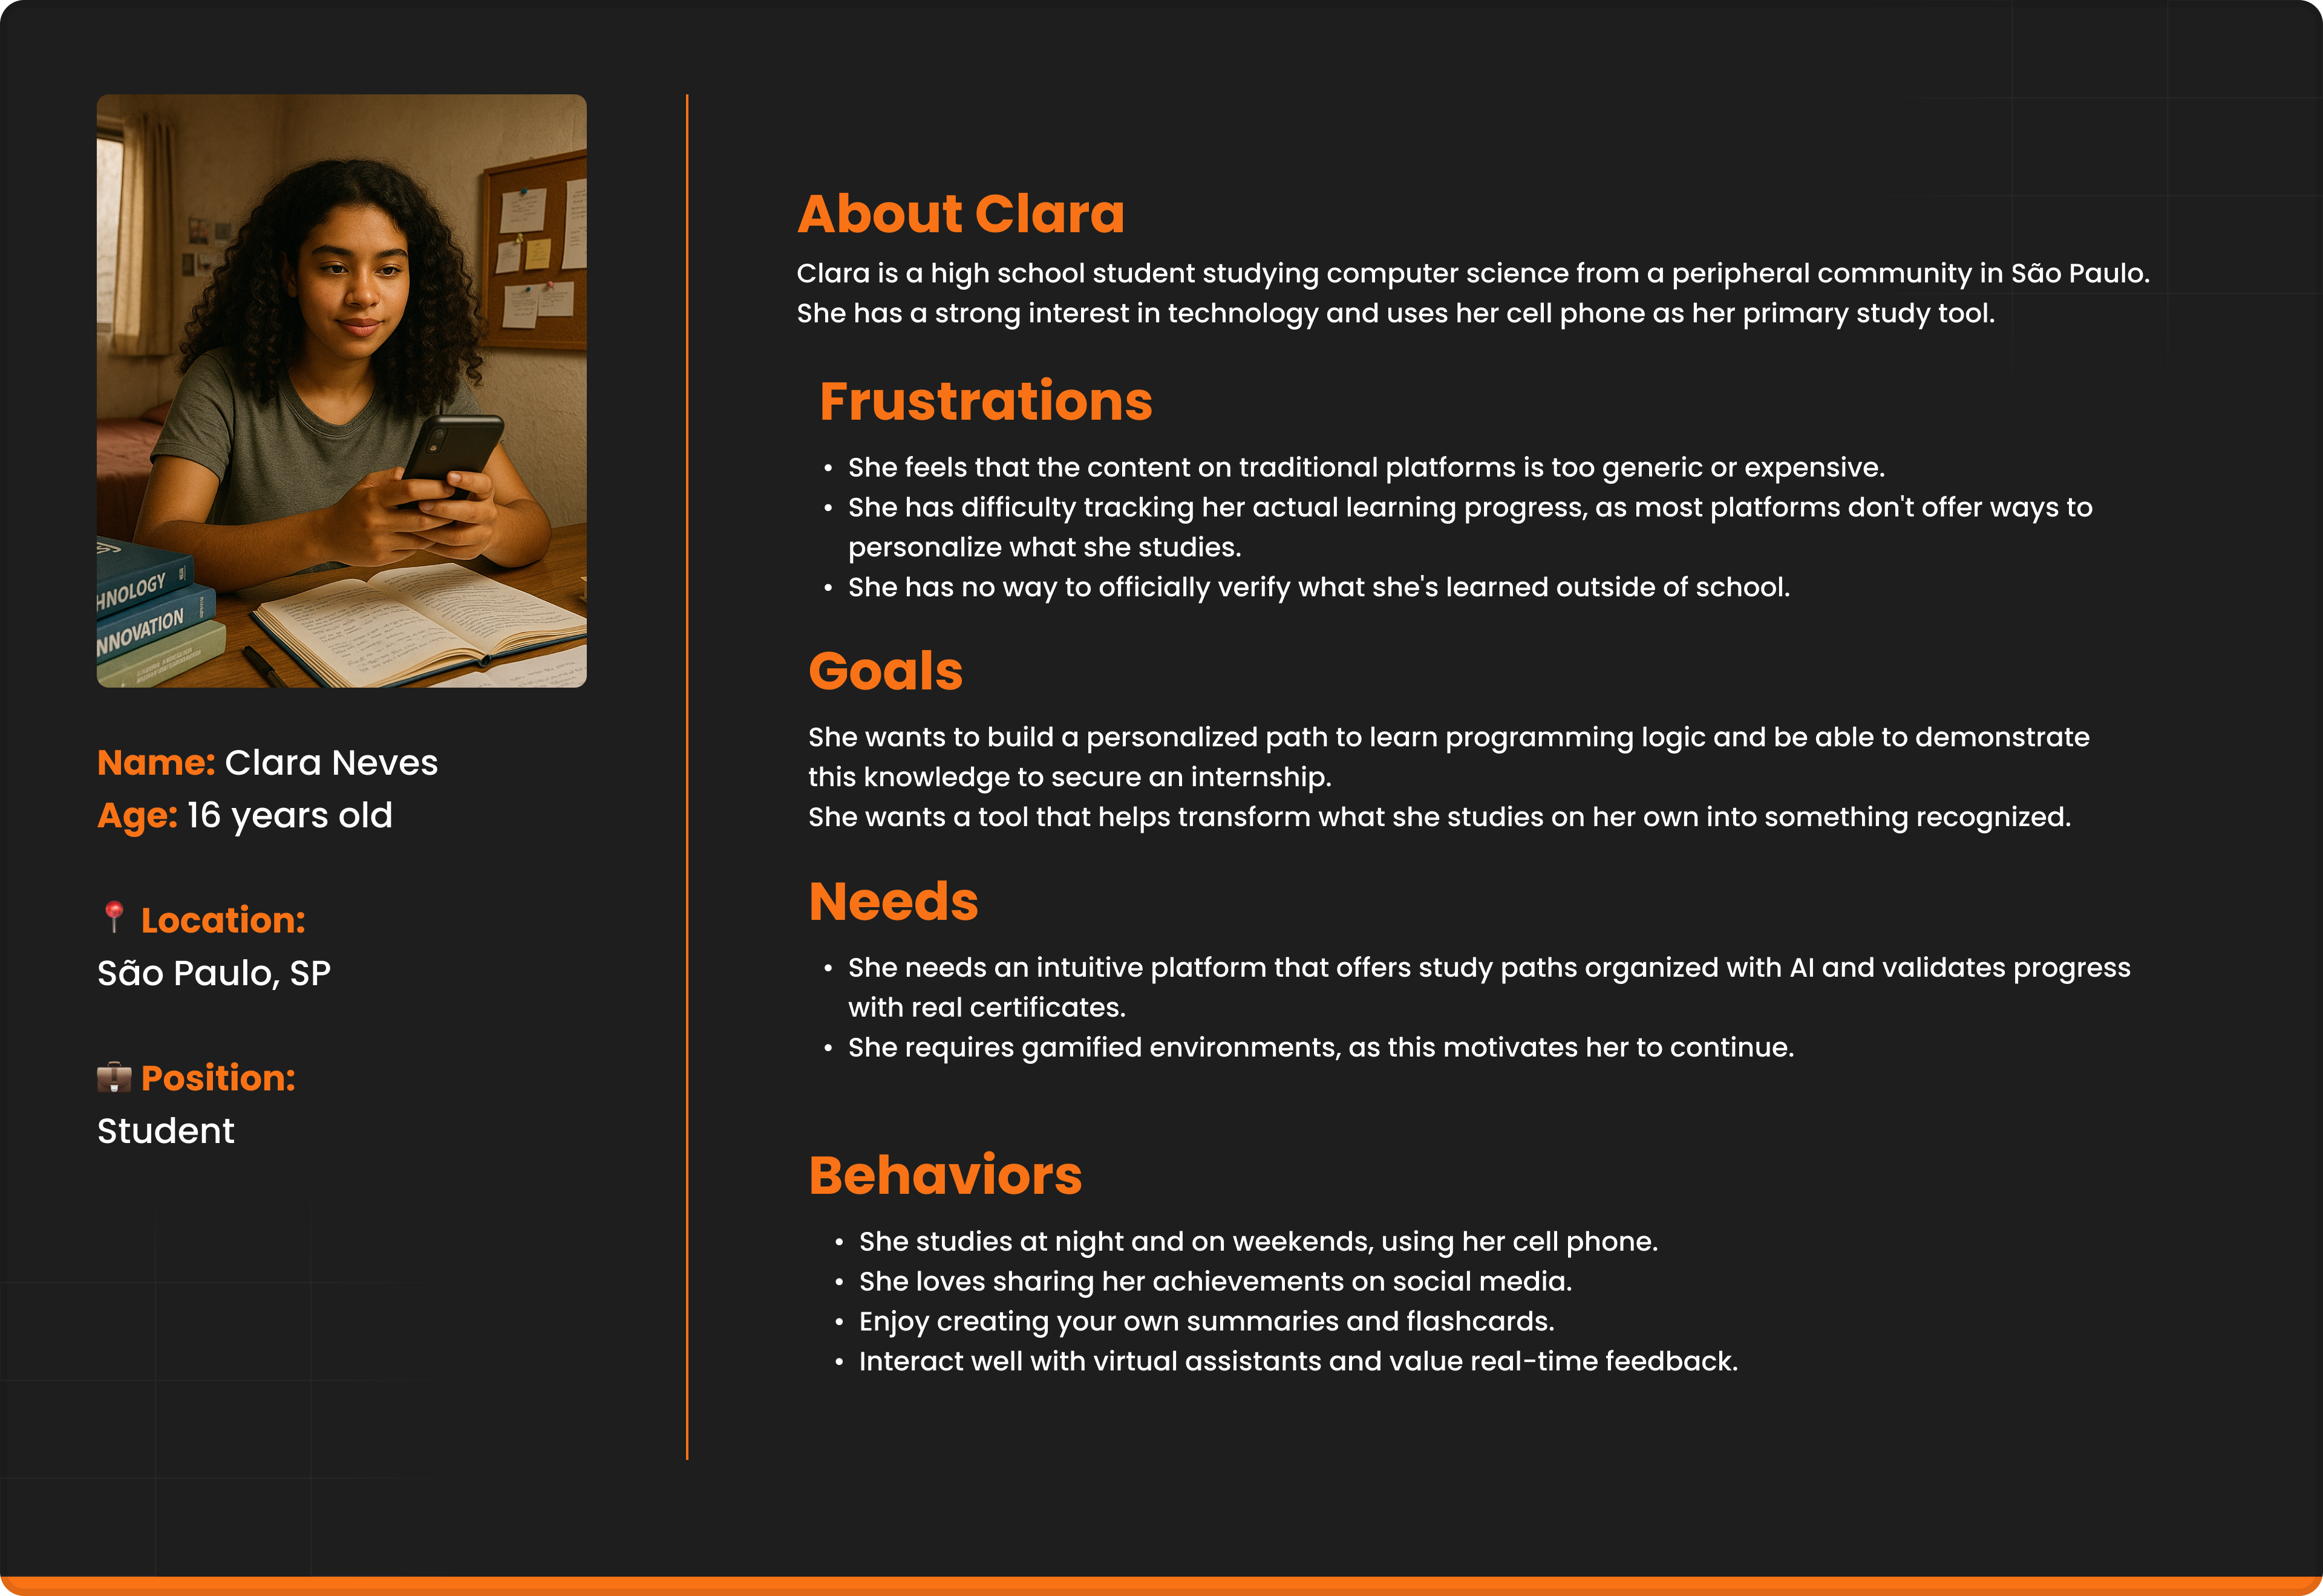 HNOLOGY
NNOVATION
Name: Clara Neves
Age: 16 years old
📍 Location:
São Paulo, SP
💼 Position:
Student
About Clara
Clara is a high school student studying computer science from a peripheral community in São Paulo.
She has a strong interest in technology and uses her cell phone as her primary study tool.
Frustrations
• She feels that the content on traditional platforms is too generic or expensive.
• She has difficulty tracking her actual learning progress, as most platforms don't offer ways to
personalize what she studies.
• She has no way to officially verify what she's learned outside of school.
Goals
She wants to build a personalized path to learn programming logic and be able to demonstrate
this knowledge to secure an internship.
She wants a tool that helps transform what she studies on her own into something recognized.
Needs
• She needs an intuitive platform that offers study paths organized with AI and validates progress
with real certificates.
• She requires gamified environments, as this motivates her to continue.
Behaviors
• She studies at night and on weekends, using her cell phone.
• She loves sharing her achievements on social media.
• Enjoy creating your own summaries and flashcards.
• Interact well with virtual assistants and value real-time feedback.